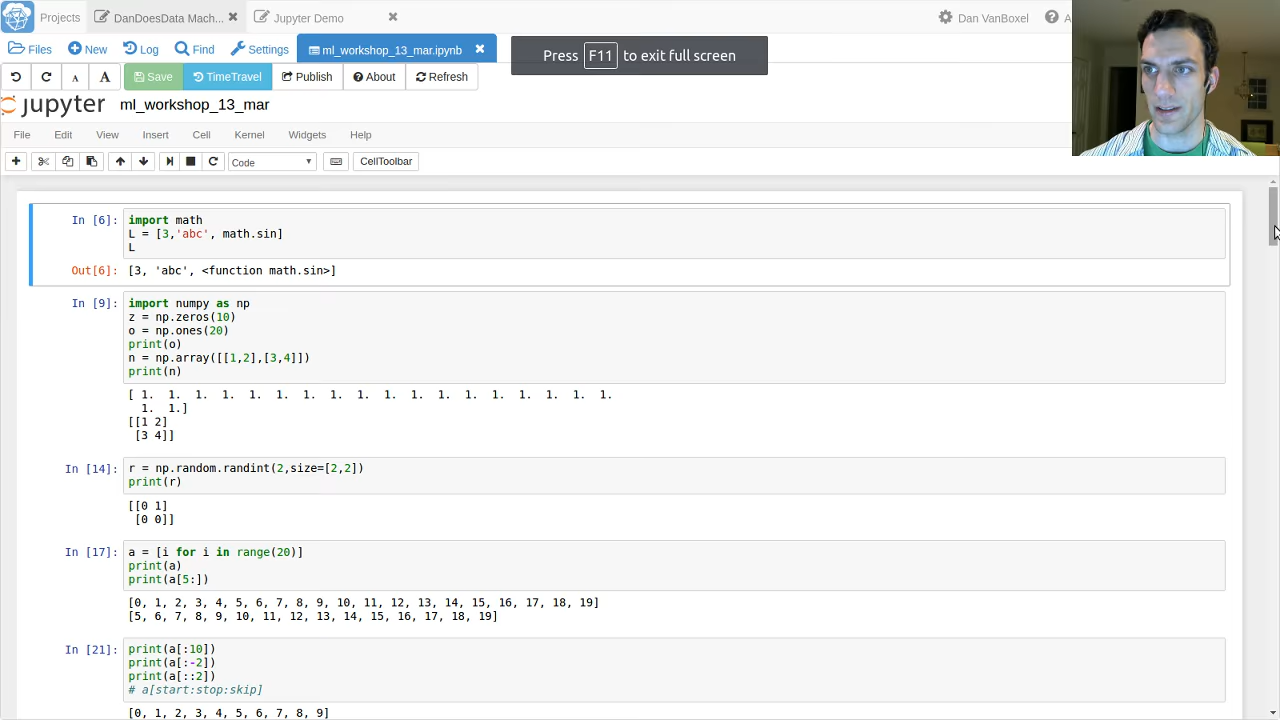 Projects
DanDoesData Mach...
Jupyter Demo
Dan VanBoxel
Files
New
Log
Find
Settings
ml_workshop_13_mar.ipynb
Press F11 to exit full screen
A
A
Save
TimeTravel
Publish
About
Refresh
jupyter
ml_workshop_13_mar
File
Edit
View
Insert
Cell
Kernel
Widgets
Help
Code
CellToolbar
In [6]:
import math
L = [3,'abc', math.sin]
L
Out[6]:
[3, 'abc', <function math.sin>]
In [9]:
import numpy as np
z = np.zeros(10)
o = np.ones(20)
print(o)
n = np.array([[1,2],[3,4]])
print(n)
[ 1. 1. 1. 1. 1. 1. 1. 1. 1. 1. 1. 1. 1. 1. 1. 1. 1. 1.
1. 1.]
[[1 2]
[3 4]]
In [14]:
r = np.random.randint(2,size=[2,2])
print(r)
[[0 1]
[0 0]]
In [17]:
a = [i for i in range(20)]
print(a)
print(a[5:])
[0, 1, 2, 3, 4, 5, 6, 7, 8, 9, 10, 11, 12, 13, 14, 15, 16, 17, 18, 19]
[5, 6, 7, 8, 9, 10, 11, 12, 13, 14, 15, 16, 17, 18, 19]
In [21]:
print(a[:10])
print(a[:-2])
print(a[::2])
# a[start:stop:skip]
[0, 1, 2, 3, 4, 5, 6, 7, 8, 9]